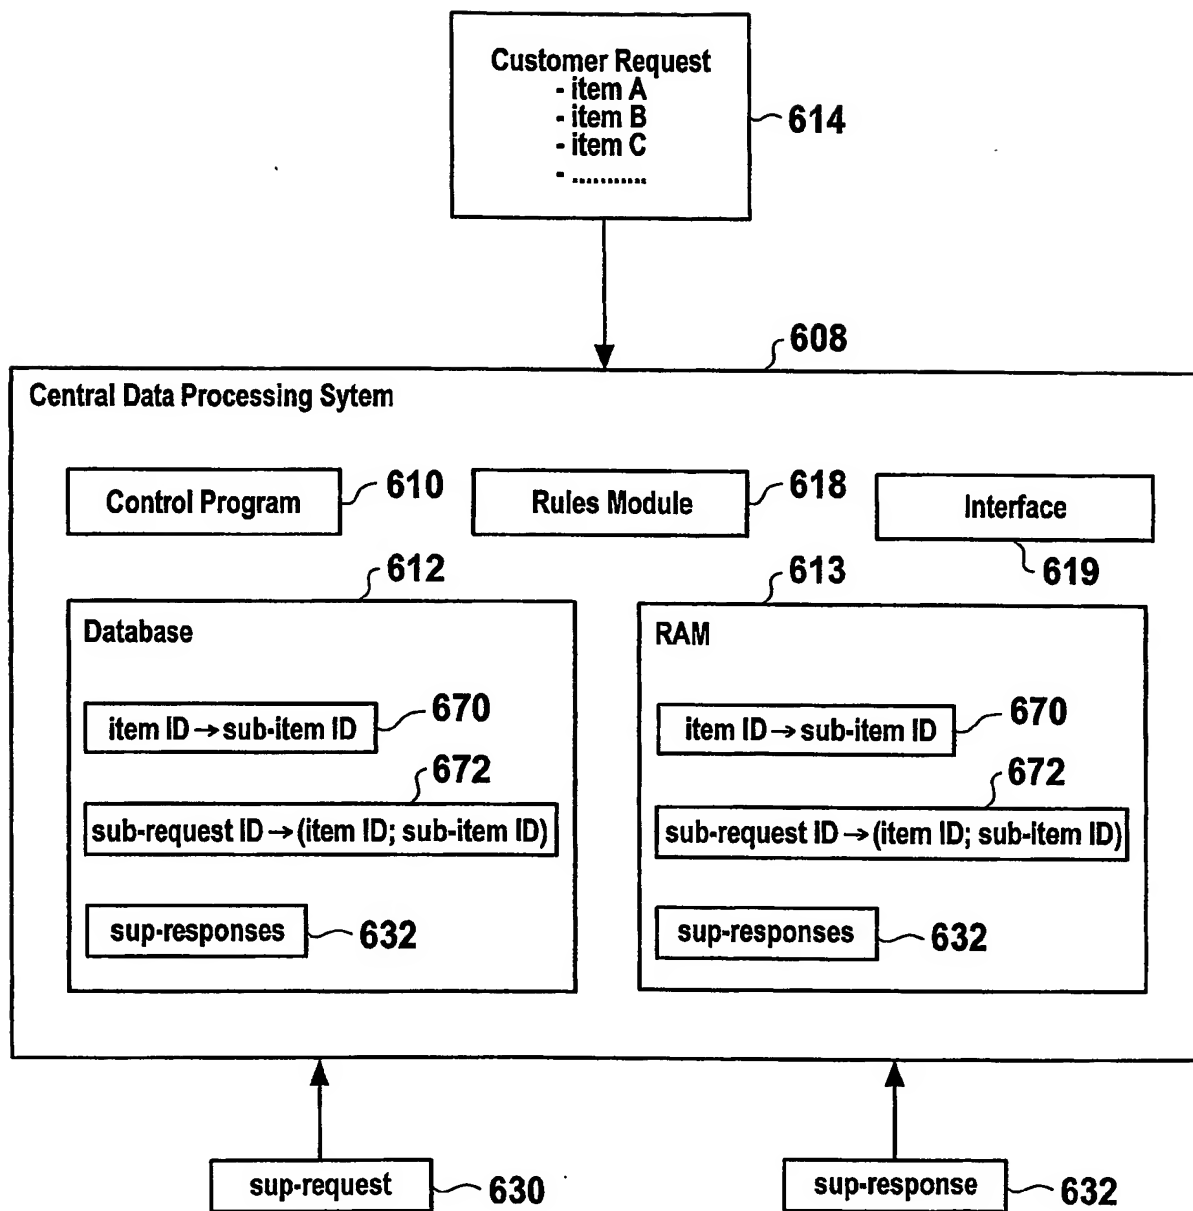 Customer Request
- item A
- item B
- item C
- ...........
614
608
Central Data Processing Sytem
Control Program
610
Rules Module
618
Interface
619
612
613
Database
item ID → sub-item ID
670
672
sub-request ID → (item ID; sub-item ID)
sup-responses
632
RAM
item ID → sub-item ID
670
672
sub-request ID → (item ID; sub-item ID)
sup-responses
632
sup-request
630
sup-response
632